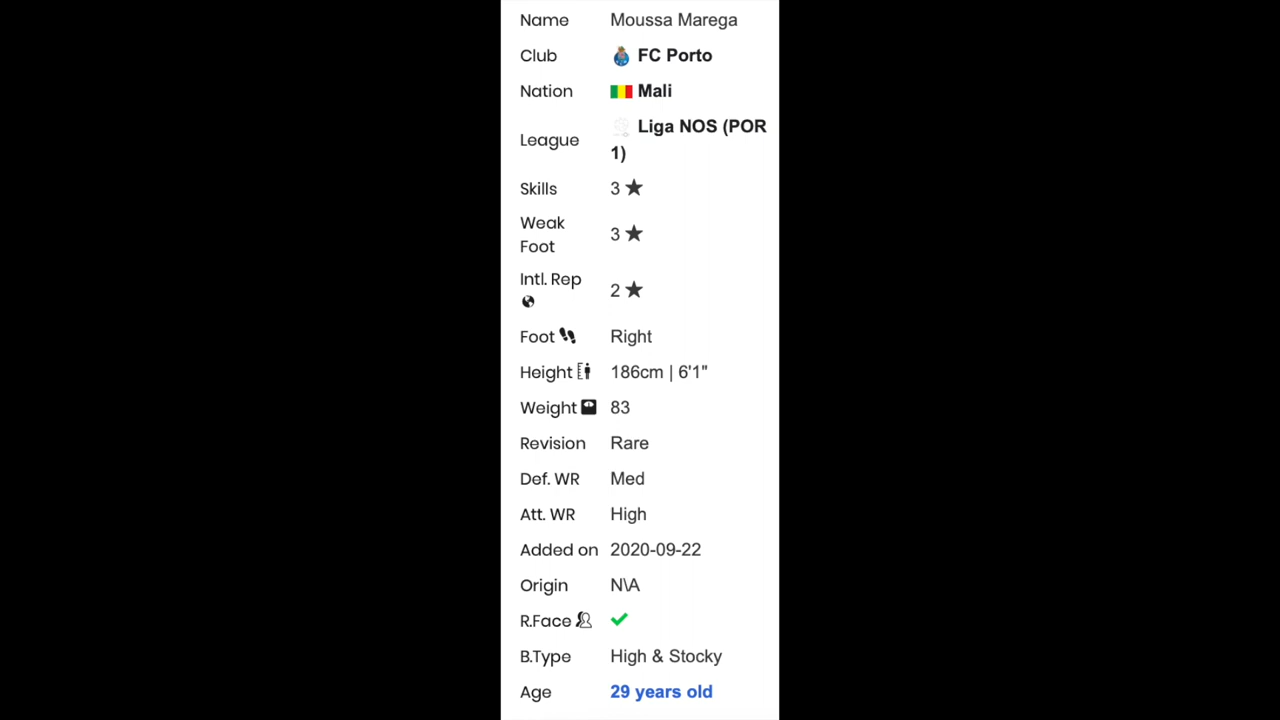 Name Moussa Marega
Club FC Porto
Nation Mali
League Liga NOS (POR
1)
Skills 3 ★
Weak
Foot 3 ★
Intl. Rep 2 ★
Foot Right
Height 186cm | 6'1"
Weight 83
Revision Rare
Def. WR Med
Att. WR High
Added on 2020-09-22
Origin N\A
R.Face
B.Type High & Stocky
Age 29 years old